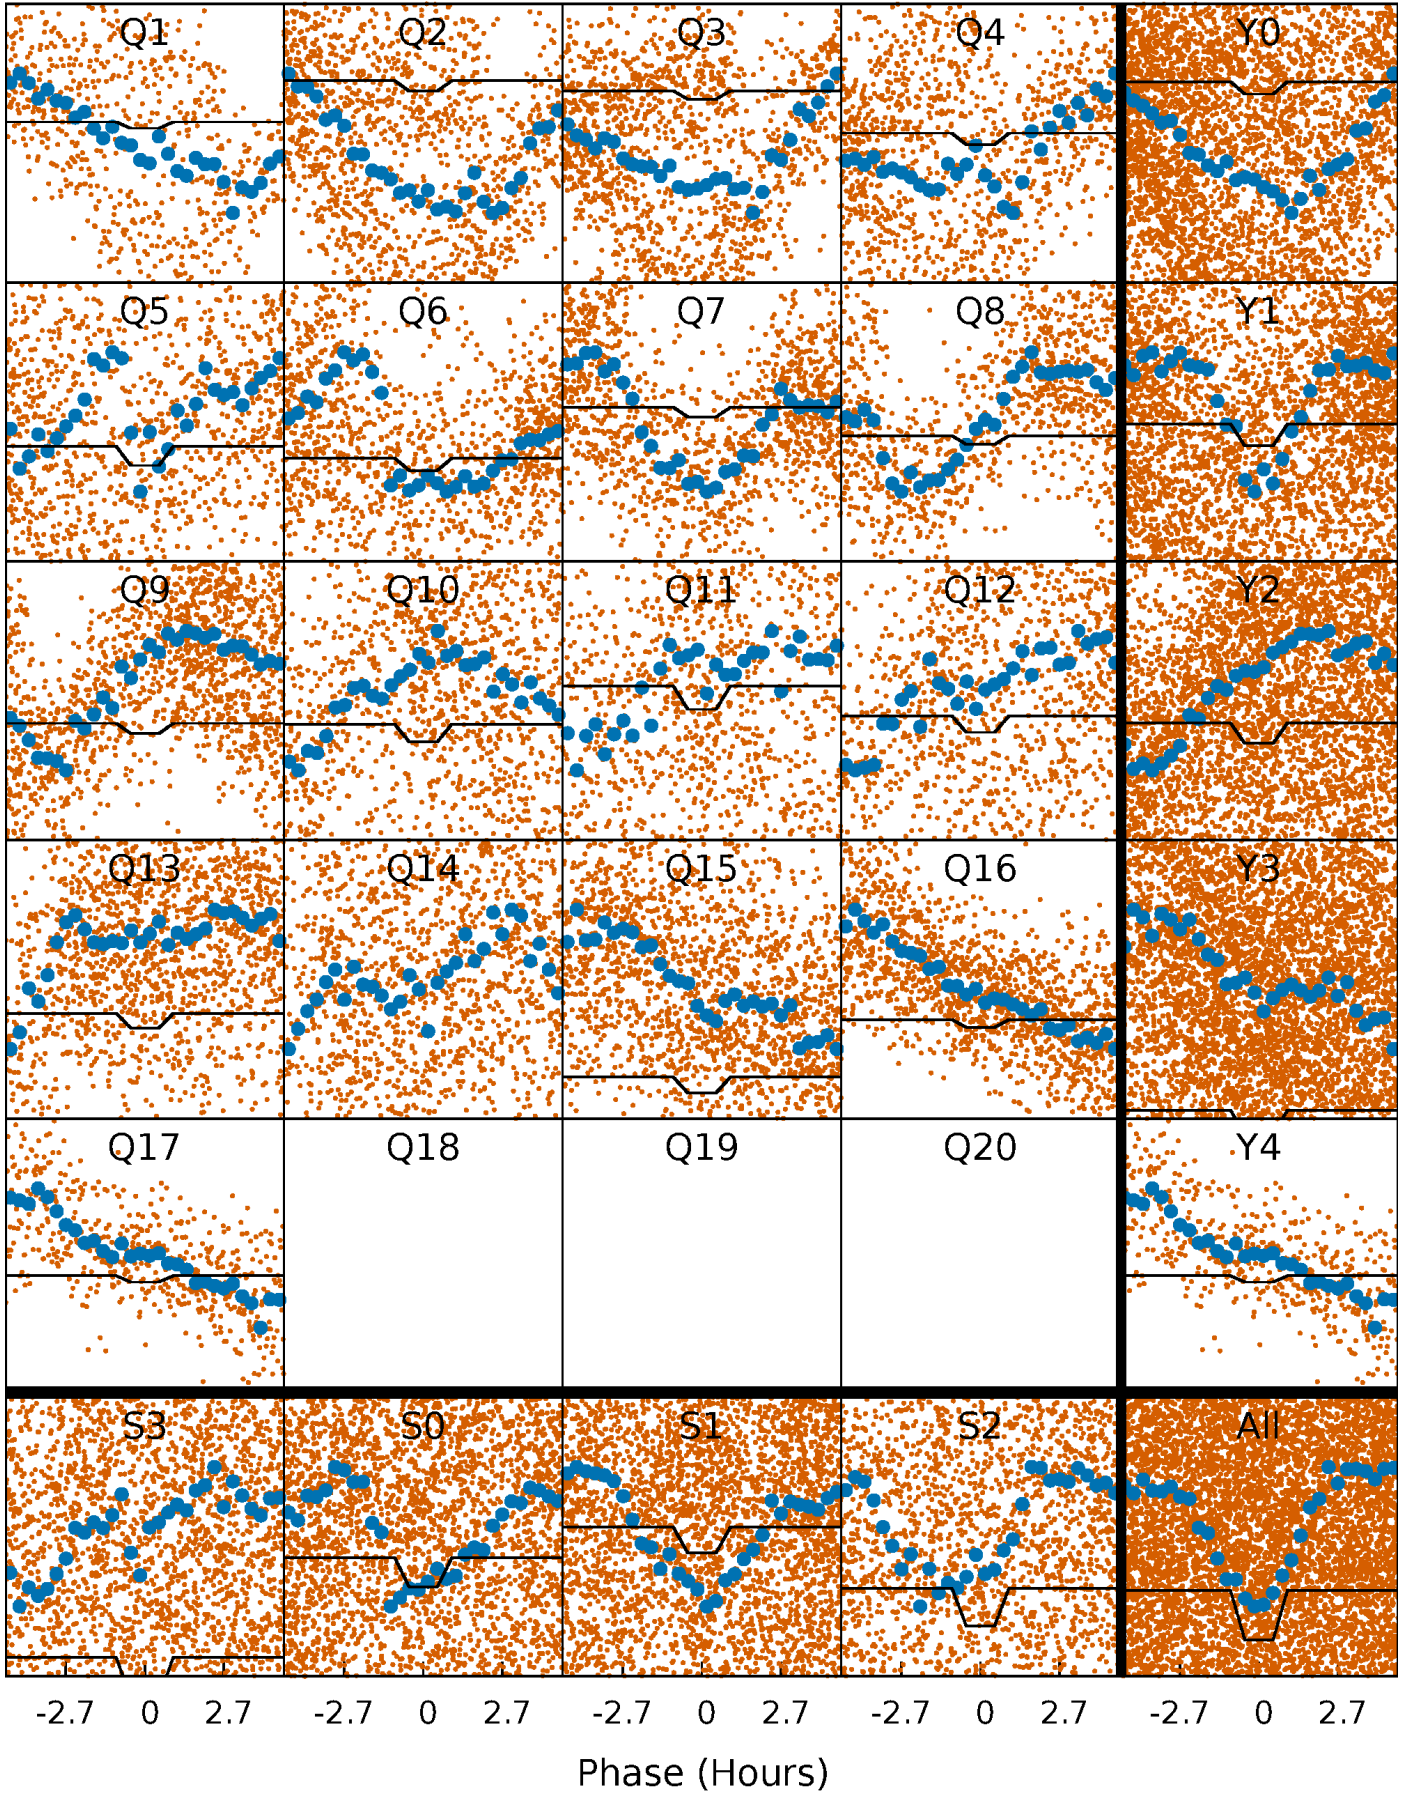 Q1 Q2 Q3 Q4 Y0
Q5 Q6 Q7 Q8 Y1
Q9 Q10 Q11 Q12 Y2
Q13 Q14 Q15 Q16 Y3
Q17 Q18 Q19 Q20 Y4
S3 S0 S1 S2 All
-2.7 0 2.7 -2.7 0 2.7 -2.7 0 2.7 -2.7 0 2.7 -2.7 0 2.7
Phase (Hours)